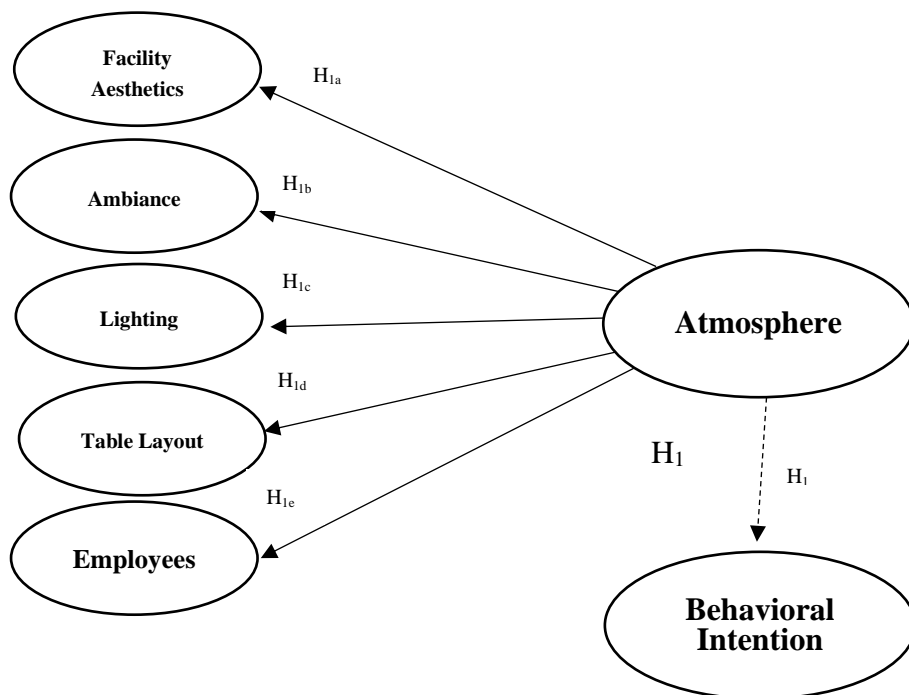 Facility
Aesthetics
H₁ₐ
Ambiance
H₁b
Lighting
H₁c
Atmosphere
Table Layout
H₁d
H₁
H₁
H₁e
Employees
Behavioral
Intention